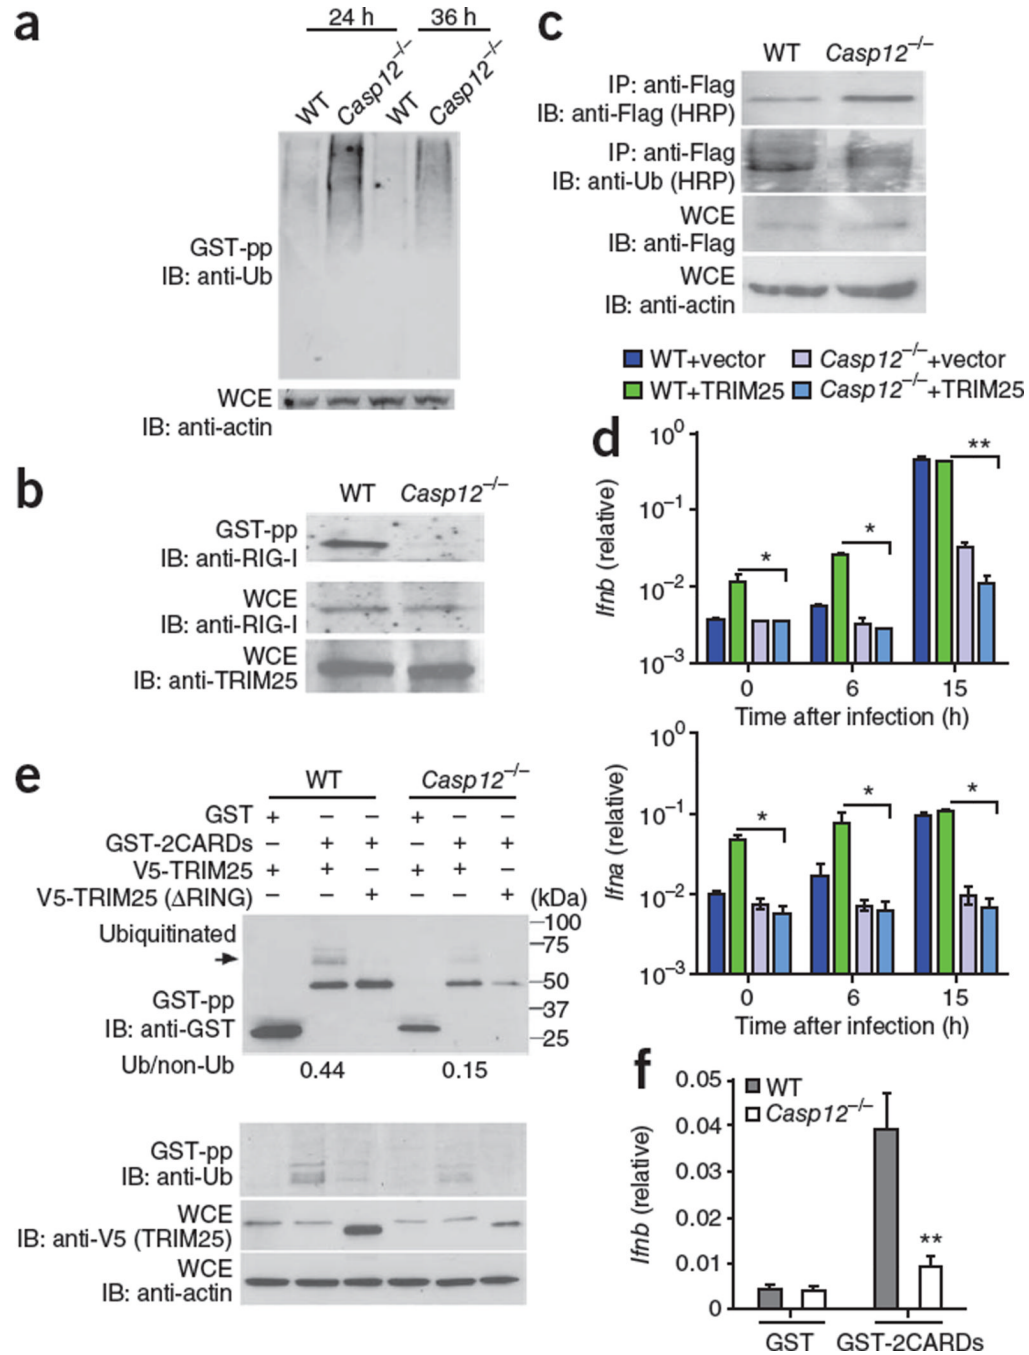 a
24 h 36 h
WT Casp12–/– WT Casp12–/–
GST-pp
IB: anti-Ub
WCE
IB: anti-actin
b
WT Casp12–/–
GST-pp
IB: anti-RIG-I
WCE
IB: anti-RIG-I
WCE
IB: anti-TRIM25
c
WT Casp12–/–
IP: anti-Flag
IB: anti-Flag (HRP)
IP: anti-Flag
IB: anti-Ub (HRP)
WCE
IB: anti-Flag
WCE
IB: anti-actin
WT+vector Casp12–/–+vector
WT+TRIM25 Casp12–/–+TRIM25
d
Ifnb (relative)
10^0
10^–1
10^–2
10^–3
* * **
0 6 15
Time after infection (h)
Ifna (relative)
10^0
10^–1
10^–2
10^–3
* * *
0 6 15
Time after infection (h)
e
WT Casp12–/–
GST + – – + – –
GST-2CARDs – + + – + +
V5-TRIM25 + + – + + –
V5-TRIM25 (ΔRING) – – + – – + (kDa)
Ubiquitinated
GST-pp
IB: anti-GST
100
75
50
37
25
Ub/non-Ub 0.44 0.15
GST-pp
IB: anti-Ub
WCE
IB: anti-V5 (TRIM25)
WCE
IB: anti-actin
f
WT
Casp12–/–
Ifnb (relative)
0.05
0.04
0.03
0.02
0.01
0
**
GST GST-2CARDs